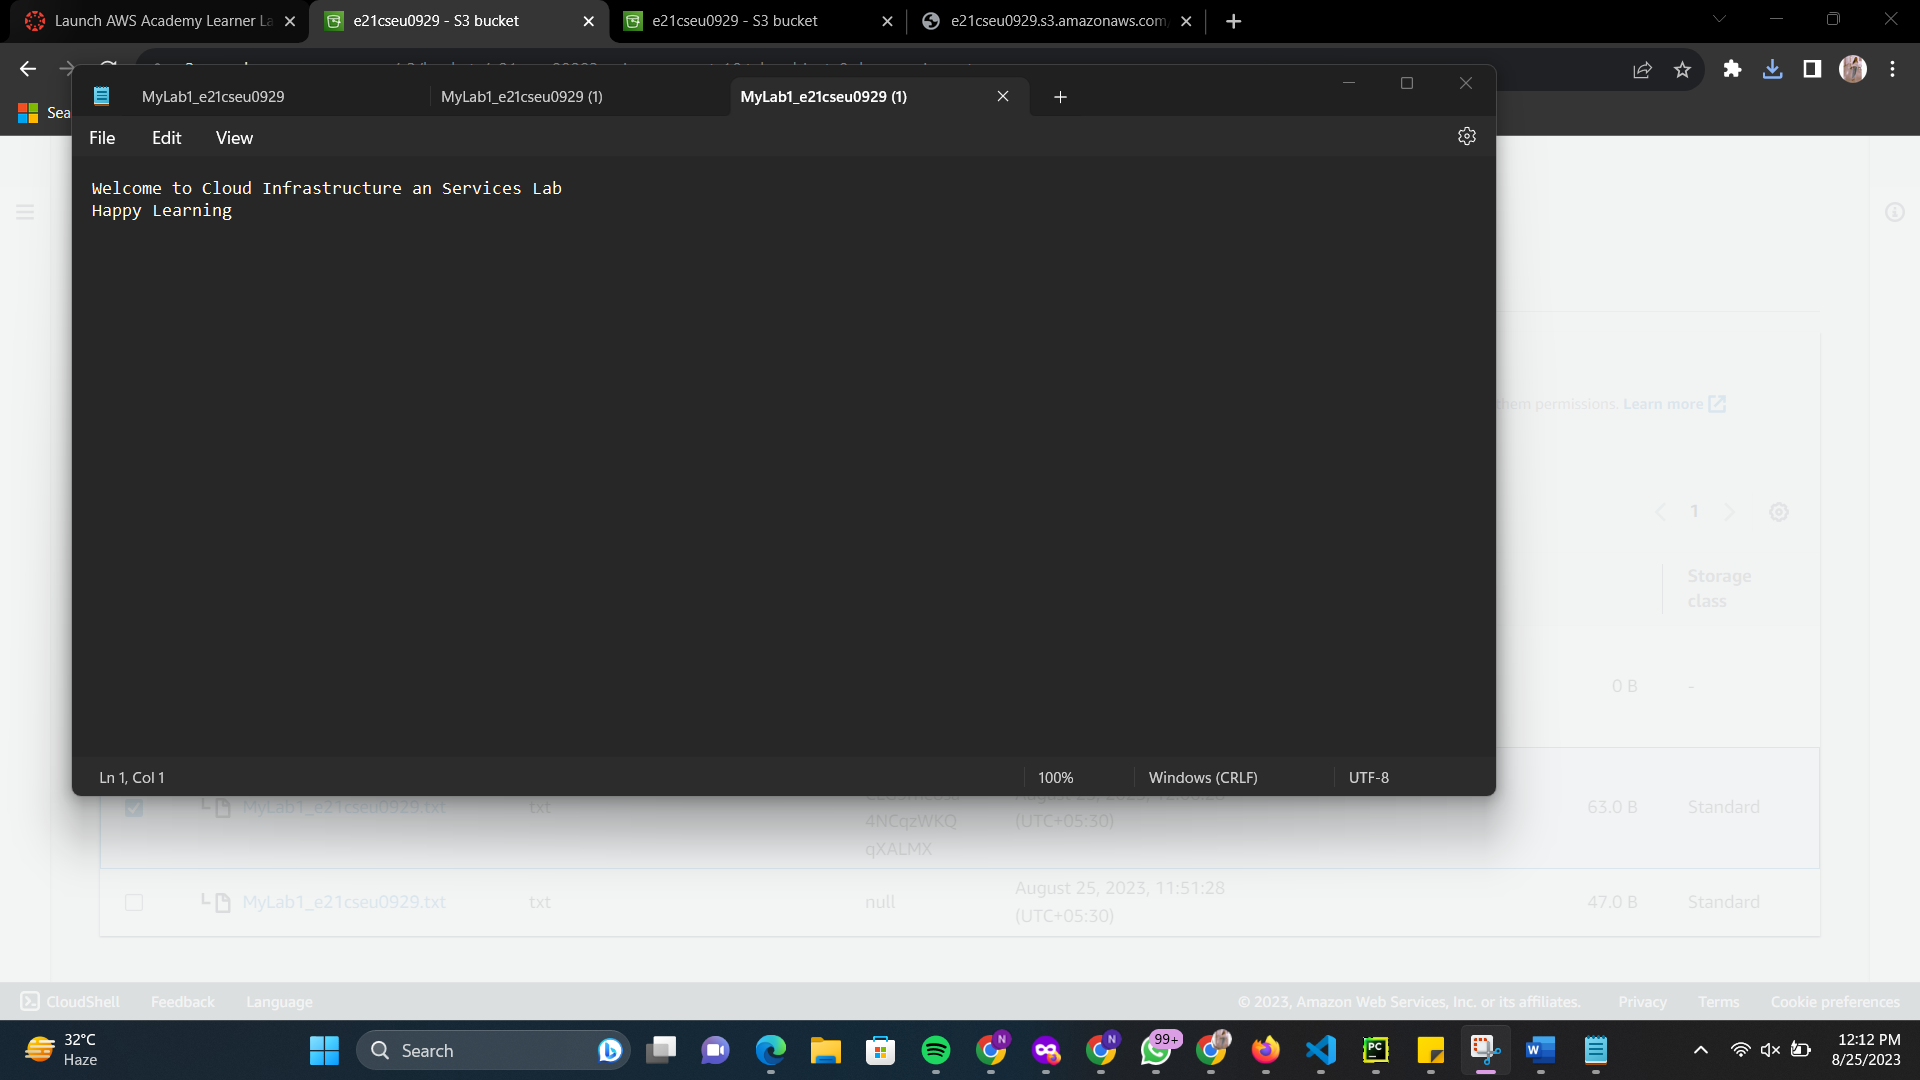 Launch AWS Academy Learner La
e21cseu0929 - S3 bucket
e21cseu0929 - S3 bucket
e21cseu0929.s3.amazonaws.com/
Sea
MyLab1_e21cseu0929
MyLab1_e21cseu0929 (1)
MyLab1_e21cseu0929 (1)
File Edit View
Welcome to Cloud Infrastructure an Services Lab
Happy Learning
them permissions. Learn more
1
Storage
class
0 B -
Ln 1, Col 1 100% Windows (CRLF) UTF-8
MyLab1_e21cseu0929.txt txt 63.0 B Standard
4NCqzWKQ (UTC+05:30)
qXALMX
MyLab1_e21cseu0929.txt txt null August 25, 2023, 11:51:28 47.0 B Standard
(UTC+05:30)
CloudShell Feedback Language © 2023, Amazon Web Services, Inc. or its affiliates. Privacy Terms Cookie preferences
32°C
Haze
Search
N
N
99+
PC
W
12:12 PM
8/25/2023